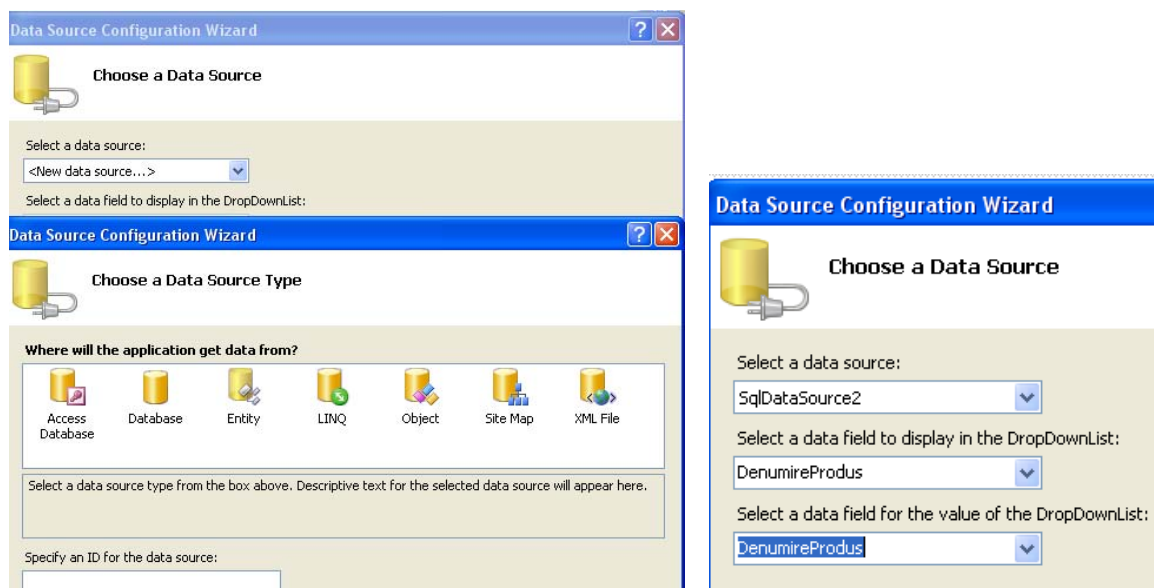 Data Source Configuration Wizard
Choose a Data Source
Select a data source:
<New data source...>
Select a data field to display in the DropDownList:
Data Source Configuration Wizard
Choose a Data Source Type
Where will the application get data from?
Access Database
Database
Entity
LINQ
Object
Site Map
XML File
Select a data source type from the box above. Descriptive text for the selected data source will appear here.
Specify an ID for the data source:
Data Source Configuration Wizard
Choose a Data Source
Select a data source:
SqlDataSource2
Select a data field to display in the DropDownList:
DenumireProdus
Select a data field for the value of the DropDownList:
DenumireProdus